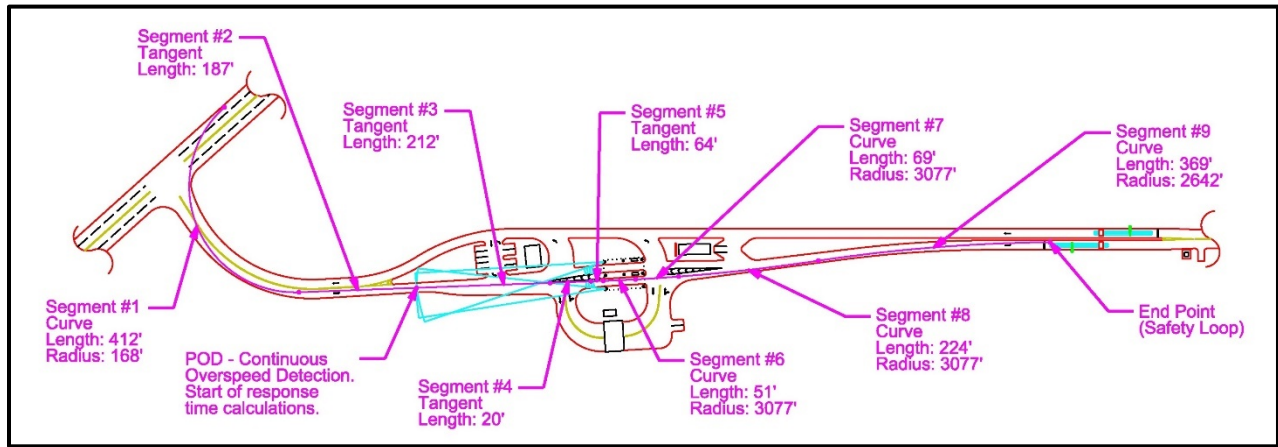 Segment #2
Tangent
Length: 187'
Segment #3
Tangent
Length: 212'
Segment #5
Tangent
Length: 64'
Segment #7
Curve
Length: 69'
Radius: 3077'
Segment #9
Curve
Length: 369'
Radius: 2642'
Segment #1
Curve
Length: 412'
Radius: 168'
POD - Continuous
Overspeed Detection.
Start of response
time calculations.
Segment #4
Tangent
Length: 20'
Segment #6
Curve
Length: 51'
Radius: 3077'
Segment #8
Curve
Length: 224'
Radius: 3077'
End Point
(Safety Loop)